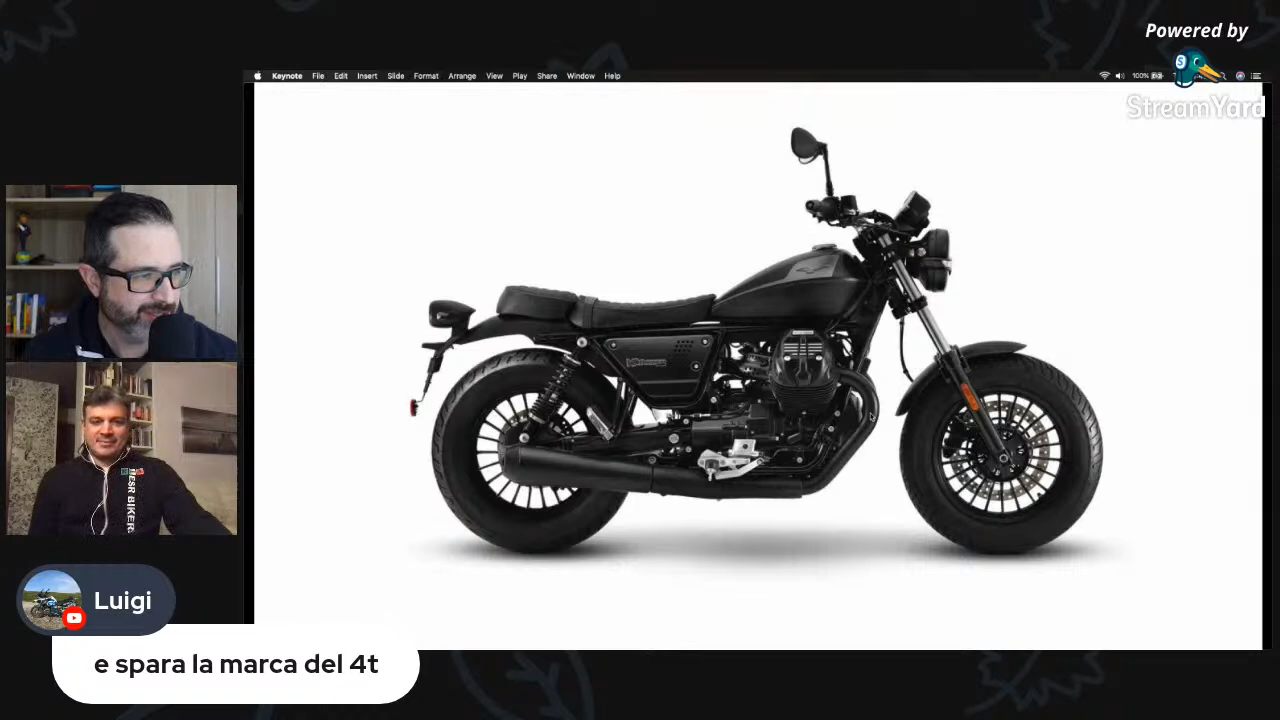 Powered by
StreamYard
Keynote File Edit Insert Slide Format Arrange View Play Share Window Help
100%
Luigi
e spara la marca del 4t